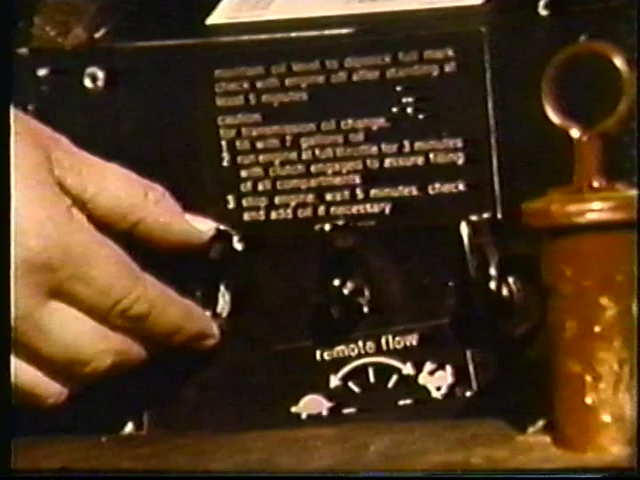 maintain oil level to dipstick full mark
check with engine off after standing at
least 5 minutes
caution
for transmission oil change,
1 fill with 7 gallons oil
2 run engine at full throttle for 3 minutes
with clutch engaged to assure filling
of all compartments
3 stop engine, wait 5 minutes, check
and add oil if necessary
remote flow